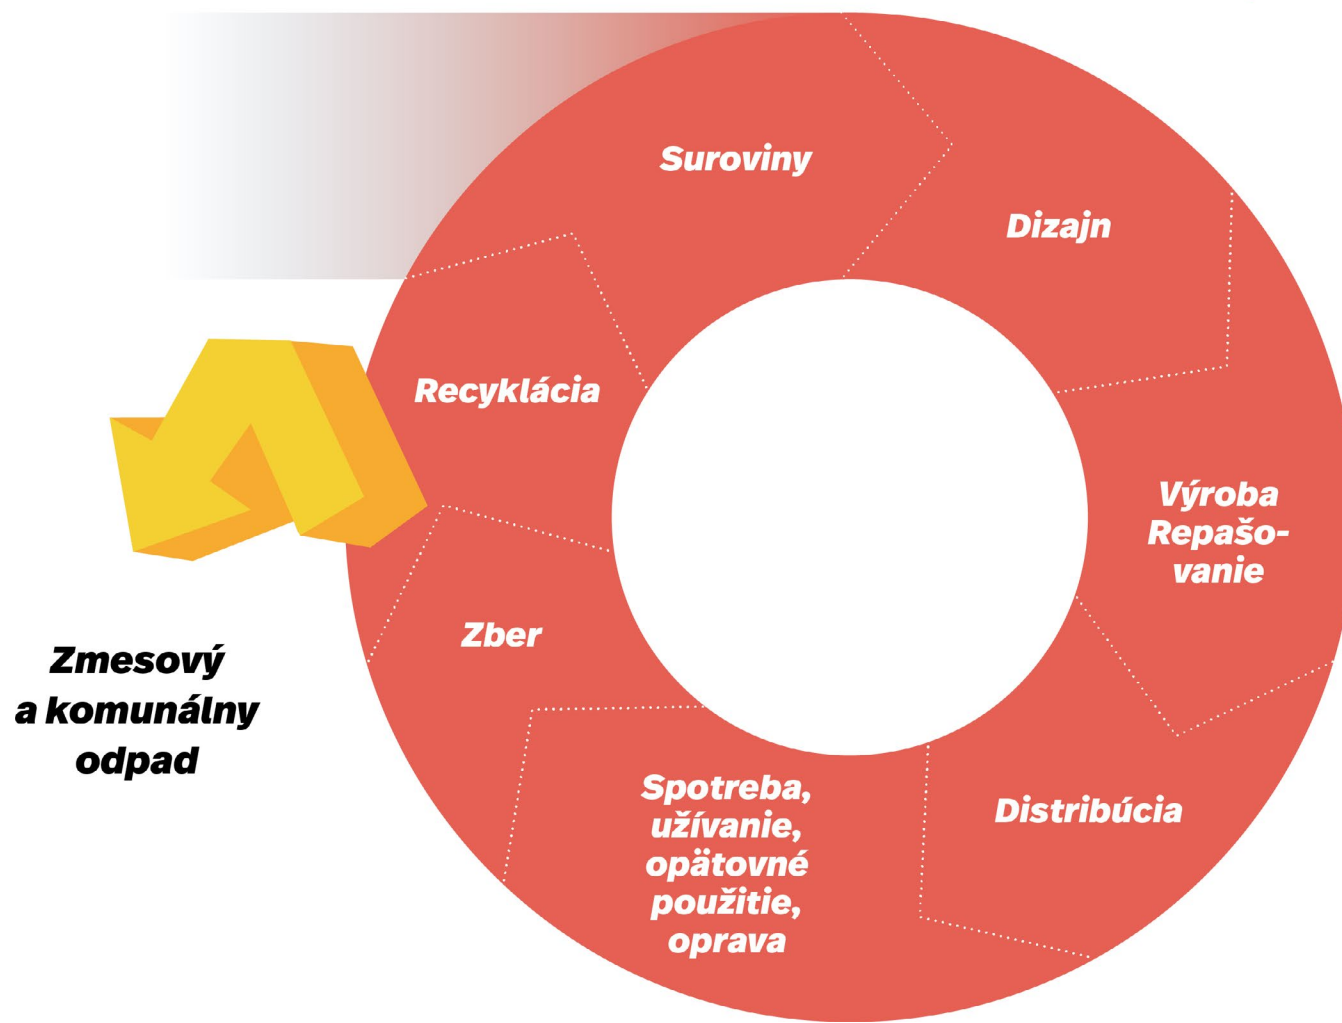 Suroviny
Dizajn
Výroba
Repašo-
vanie
Distribúcia
Spotreba,
užívanie,
opätovné
použitie,
oprava
Zber
Recyklácia
Zmesový
a komunálny
odpad